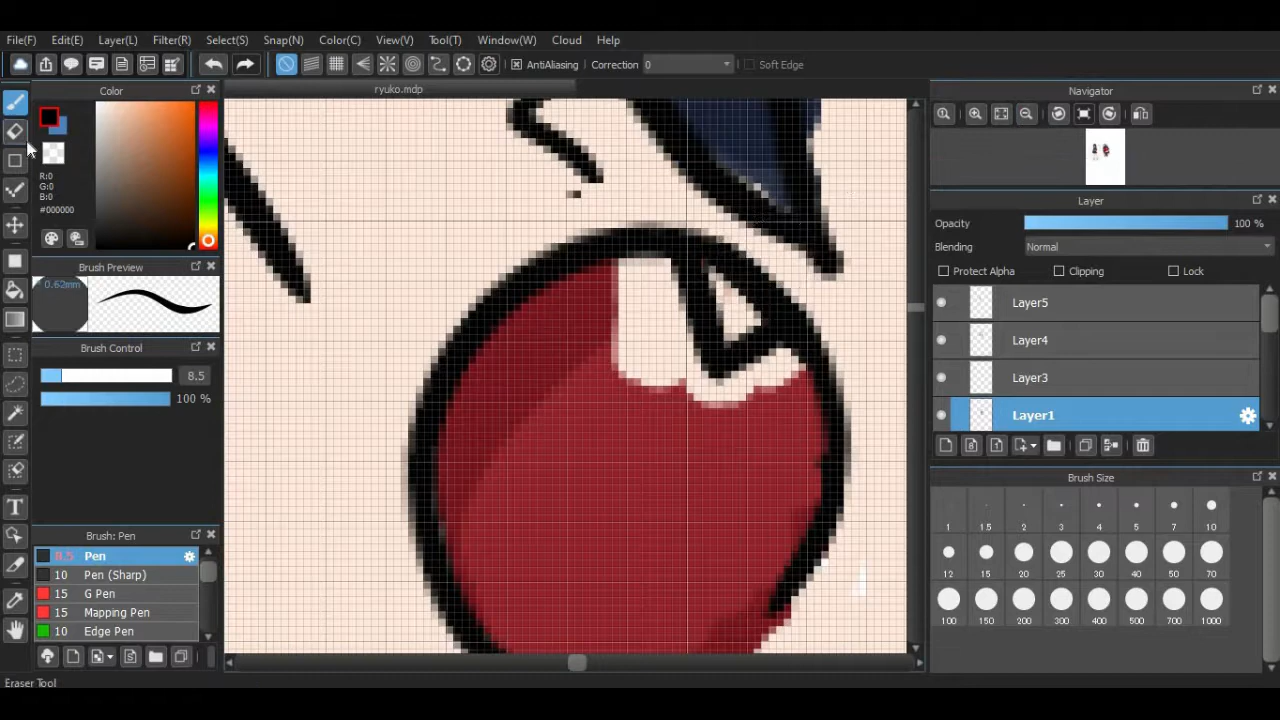 File(F) Edit(E) Layer(L) Filter(R) Select(S) Snap(N) Color(C) View(V) Tool(T) Window(W) Cloud Help
AntiAliasing Correction 0 Soft Edge
Color
ryuko.mdp
Navigator
R:0
G:0
B:0
#000000
Layer
Opacity 100 %
Blending Normal
Brush Preview
Protect Alpha Clipping Lock
0.62mm
Layer5
Layer4
Brush Control
8.5
Layer3
100 %
Layer1
Brush Size
1 1.5 2 3 4 5 7 10
Brush: Pen
8.5 Pen
10 Pen (Sharp)
12 15 20 25 30 40 50 70
15 G Pen
15 Mapping Pen
100 150 200 300 400 500 700 1000
10 Edge Pen
Eraser Tool